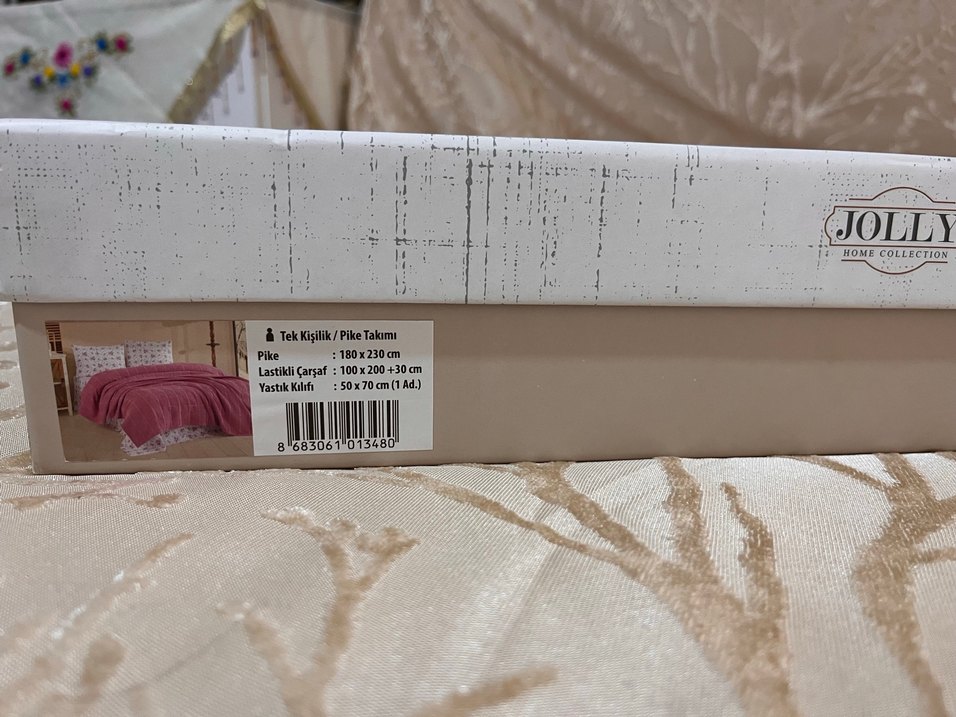 JOLLY
HOME COLLECTION
Tek Kişilik / Pike Takımı
Pike : 180 x 230 cm
Lastikli Çarşaf : 100 x 200 +30 cm
Yastık Kılıfı : 50 x 70 cm (1 Ad.)
8 683061 013480